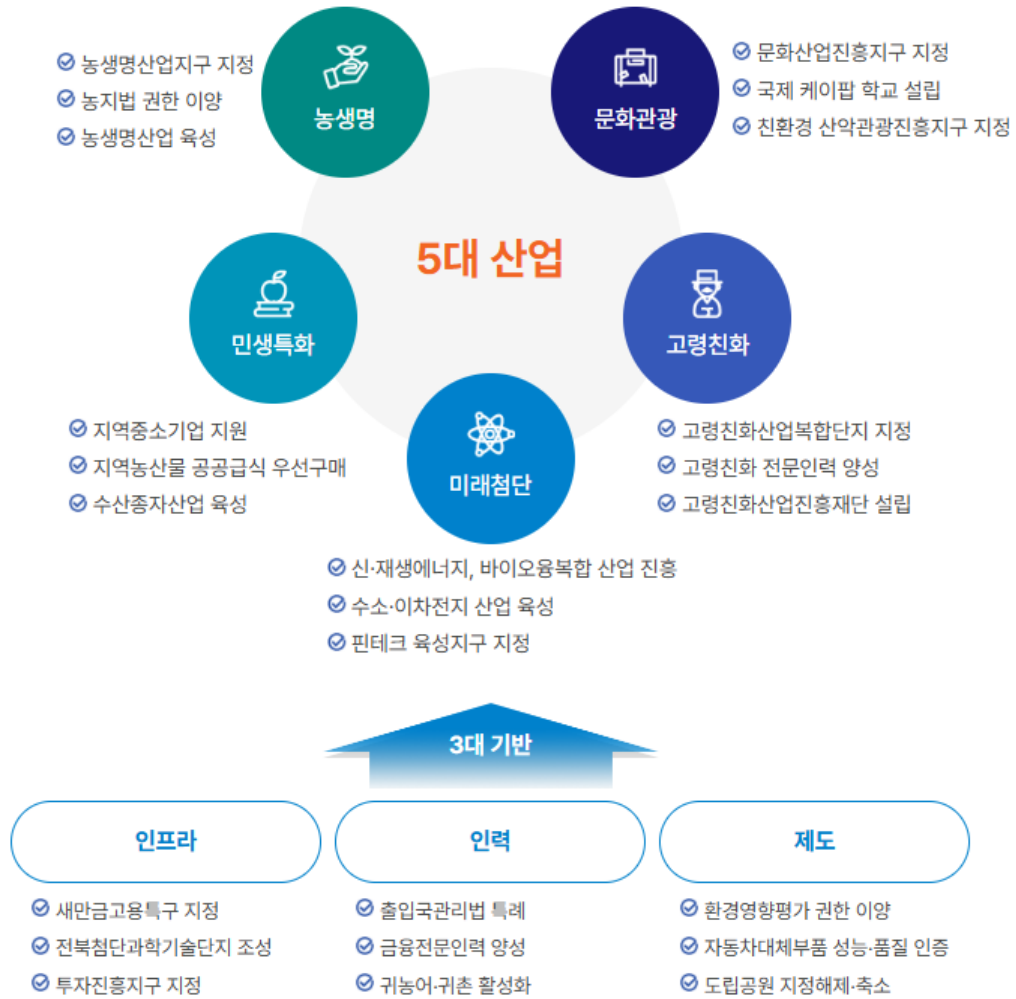 농생명
농생명산업지구 지정
농지법 권한 이양
농생명산업 육성
문화관광
문화산업진흥지구 지정
국제 케이팝 학교 설립
친환경 산악관광진흥지구 지정
5대 산업
민생특화
지역중소기업 지원
지역농산물 공공급식 우선구매
수산종자산업 육성
고령친화
고령친화산업복합단지 지정
고령친화 전문인력 양성
고령친화산업진흥재단 설립
미래첨단
신·재생에너지, 바이오융복합 산업 진흥
수소·이차전지 산업 육성
핀테크 육성지구 지정
3대 기반
인프라
새만금고용특구 지정
전북첨단과학기술단지 조성
투자진흥지구 지정
인력
출입국관리법 특례
금융전문인력 양성
귀농어·귀촌 활성화
제도
환경영향평가 권한 이양
자동차대체부품 성능·품질 인증
도립공원 지정해제·축소